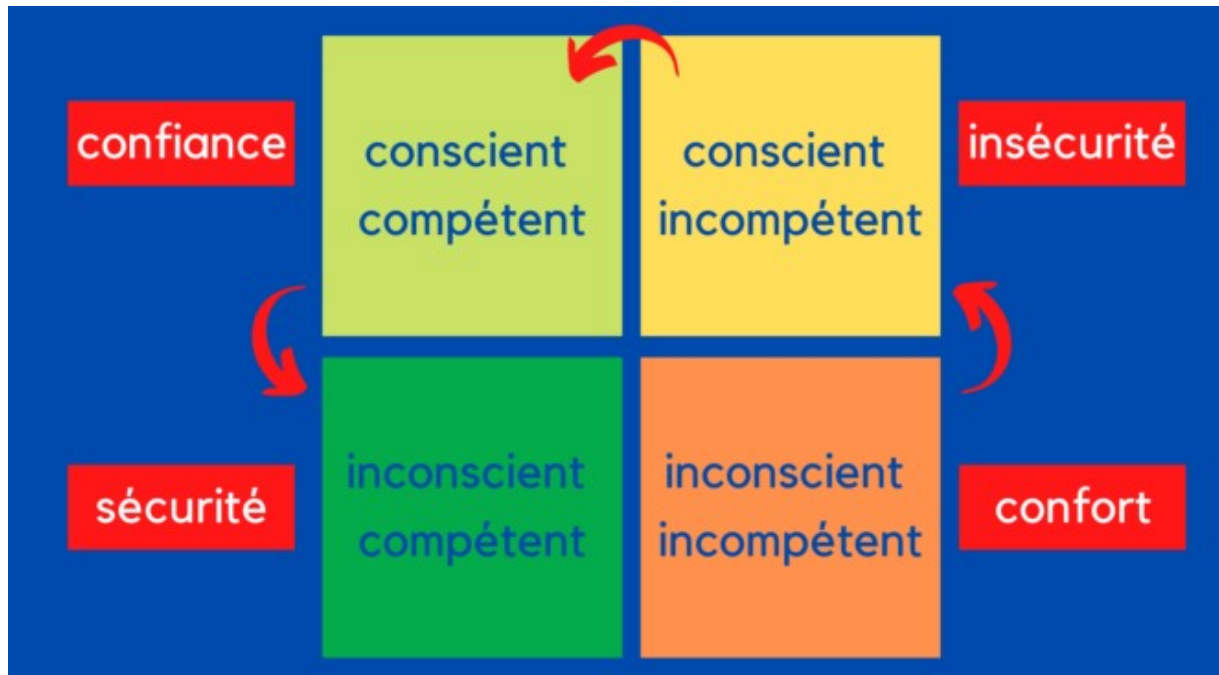 confiance
conscient
compétent
conscient
incompétent
insécurité
sécurité
inconscient
compétent
inconscient
incompétent
confort